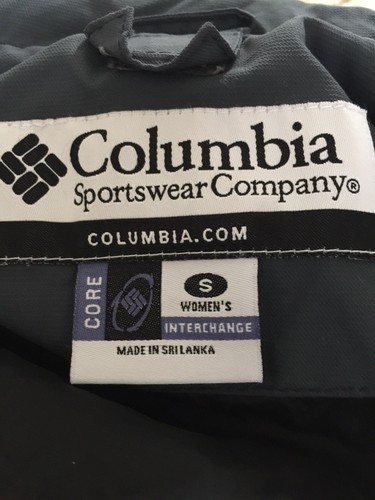 Columbia
Sportswear Company®
COLUMBIA.COM
CORE
S
WOMEN'S
INTERCHANGE
MADE IN SRI LANKA